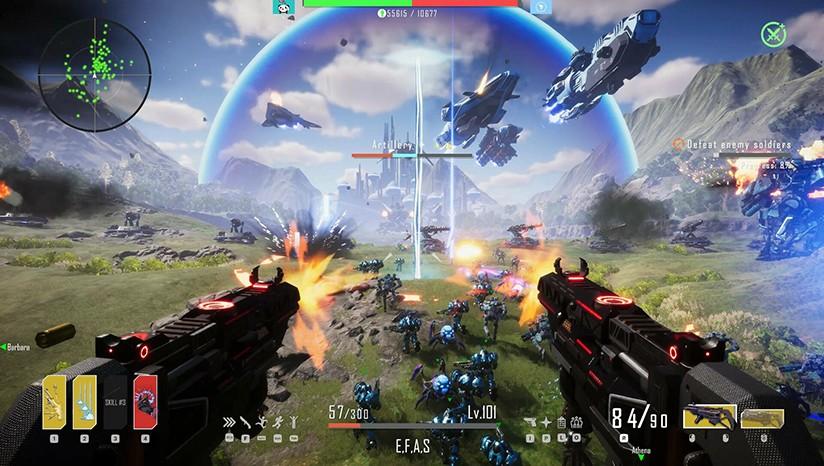 55615 / 10677
Artillery
Defeat enemy soldiers
Barbara
SKILL #3
1
2
3
4
57/300
Lv.101
E.F.A.S
84/90
Athena